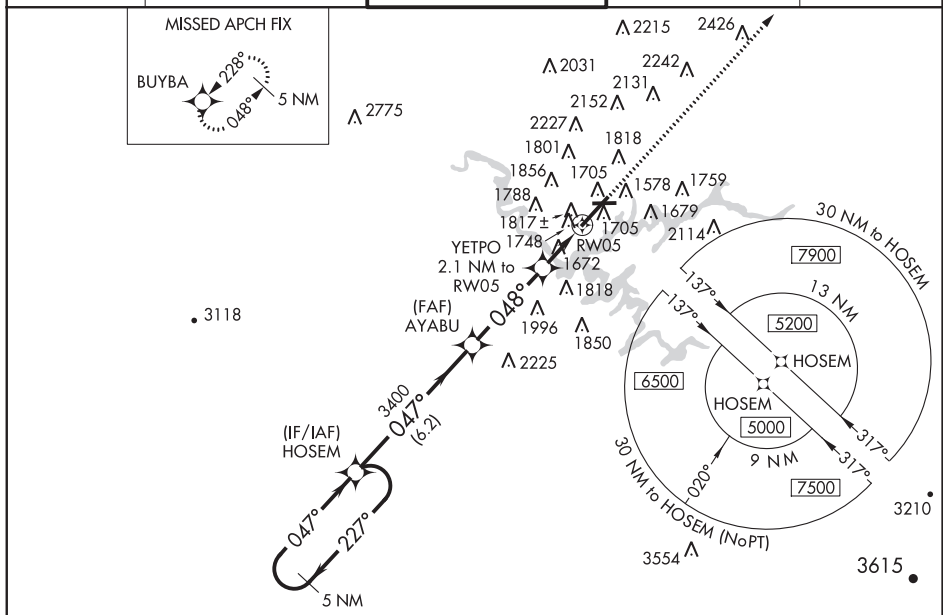 MISSED APCH FIX
BUYBA
228°
048°
5 NM
2775
2215
2426
2031
2242
2131
2152
2227
1801
1818
1856
1705
1578
1759
1788
1817±
1679
1748
1705
2114
RW05
1672
YETPO
2.1 NM to
RW05
1818
048°
(FAF)
AYABU
1996
1850
2225
3118
3400
047°
(6.2)
(IF/IAF)
HOSEM
047°
227°
5 NM
30 NM to HOSEM
7900
137°
13 NM
137°
5200
HOSEM
6500
HOSEM
5000
9 NM
317°
317°
020°
7500
30 NM to HOSEM (NoPT)
3210
3554
3615